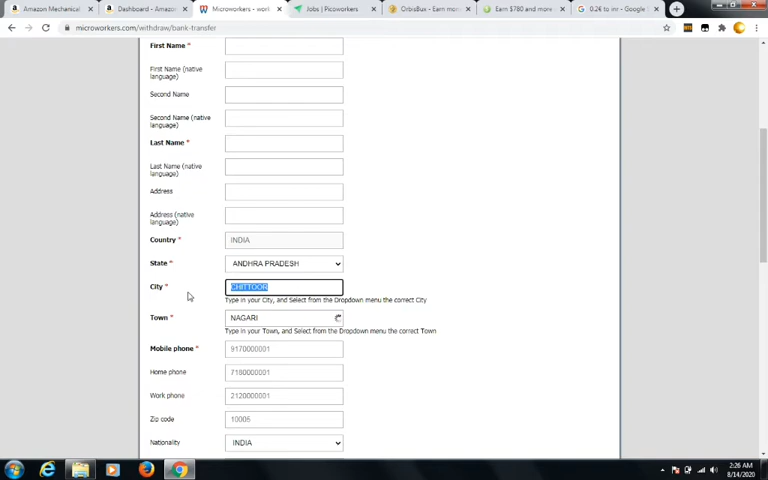 Amazon Mechanical
Dashboard - Amazon
Microworkers - work
Jobs | Picoworkers
OrbisBux - Earn mon
Earn $780 and more
0.2€ to inr - Google
microworkers.com/withdraw/bank-transfer
First Name *
First Name (native
language)
Second Name
Second Name (native
language)
Last Name *
Last Name (native
language)
Address
Address (native
language)
Country * INDIA
State * ANDHRA PRADESH
City * CHITTOOR
Type in your City, and Select from the Dropdown menu the correct City
Town * NAGARI
Type in your Town, and Select from the Dropdown menu the correct Town
Mobile phone * 9170000001
Home phone 7180000001
Work phone 2120000001
Zip code 10005
Nationality INDIA
2:26 AM
8/14/2020